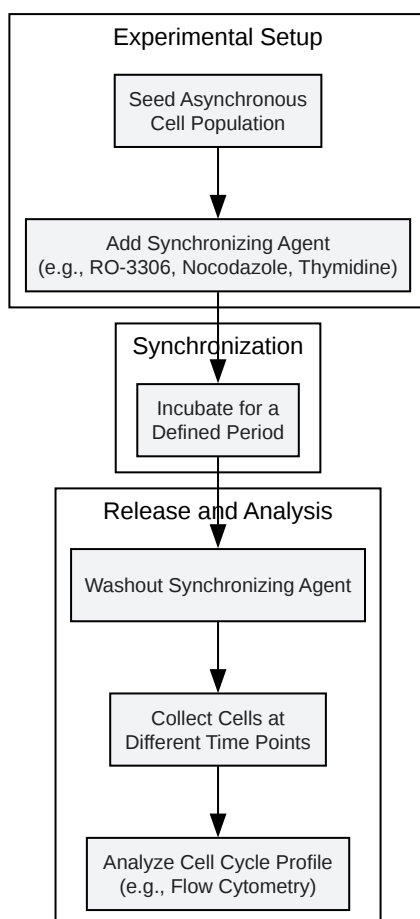 Experimental Setup
Seed Asynchronous
Cell Population
Add Synchronizing Agent
(e.g., RO-3306, Nocodazole, Thymidine)
Synchronization
Incubate for a
Defined Period
Release and Analysis
Washout Synchronizing Agent
Collect Cells at
Different Time Points
Analyze Cell Cycle Profile
(e.g., Flow Cytometry)